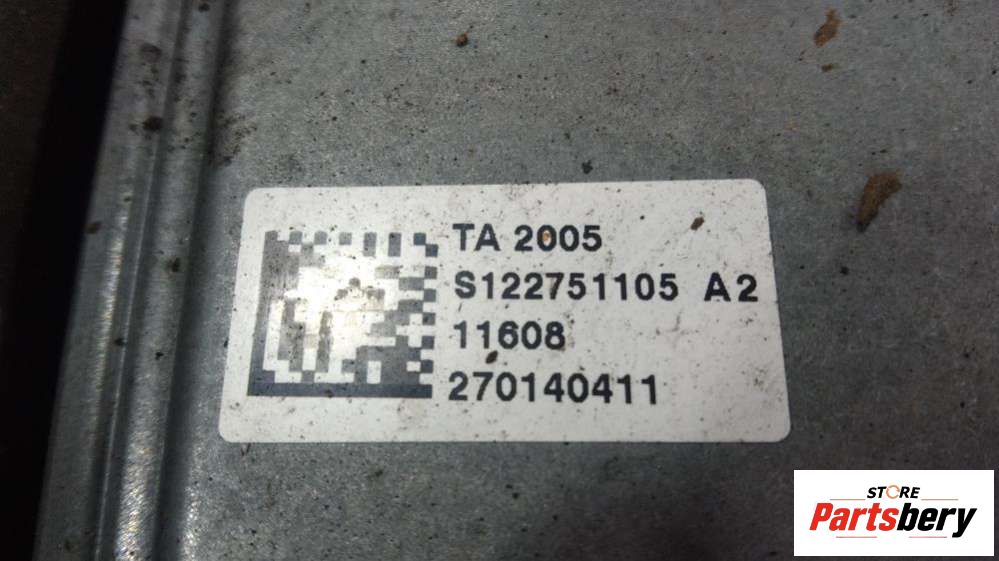 TA 2005
S122751105 A2
11608
270140411
STORE
Partsbery